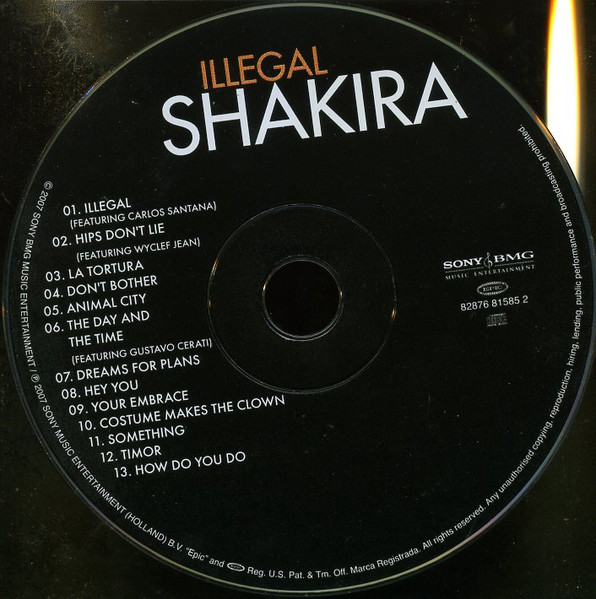 ILLEGAL
SHAKIRA
01. ILLEGAL
(FEATURING CARLOS SANTANA)
02. HIPS DON'T LIE
(FEATURING WYCLEF JEAN)
03. LA TORTURA
04. DON'T BOTHER
05. ANIMAL CITY
06. THE DAY AND
THE TIME
(FEATURING GUSTAVO CERATI)
07. DREAMS FOR PLANS
08. HEY YOU
09. YOUR EMBRACE
10. COSTUME MAKES THE CLOWN
11. SOMETHING
12. TIMOR
13. HOW DO YOU DO
SONY BMG
MUSIC ENTERTAINMENT
epic
82876 81585 2
© 2007 SONY BMG MUSIC ENTERTAINMENT / ℗ 2007 SONY MUSIC ENTERTAINMENT (HOLLAND) B.V. "Epic" and epic Reg. U.S. Pat. & Tm. Off. Marca Registrada. All rights reserved. Any unauthorised copying, reproduction, hiring, lending, public performance and broadcasting prohibited.